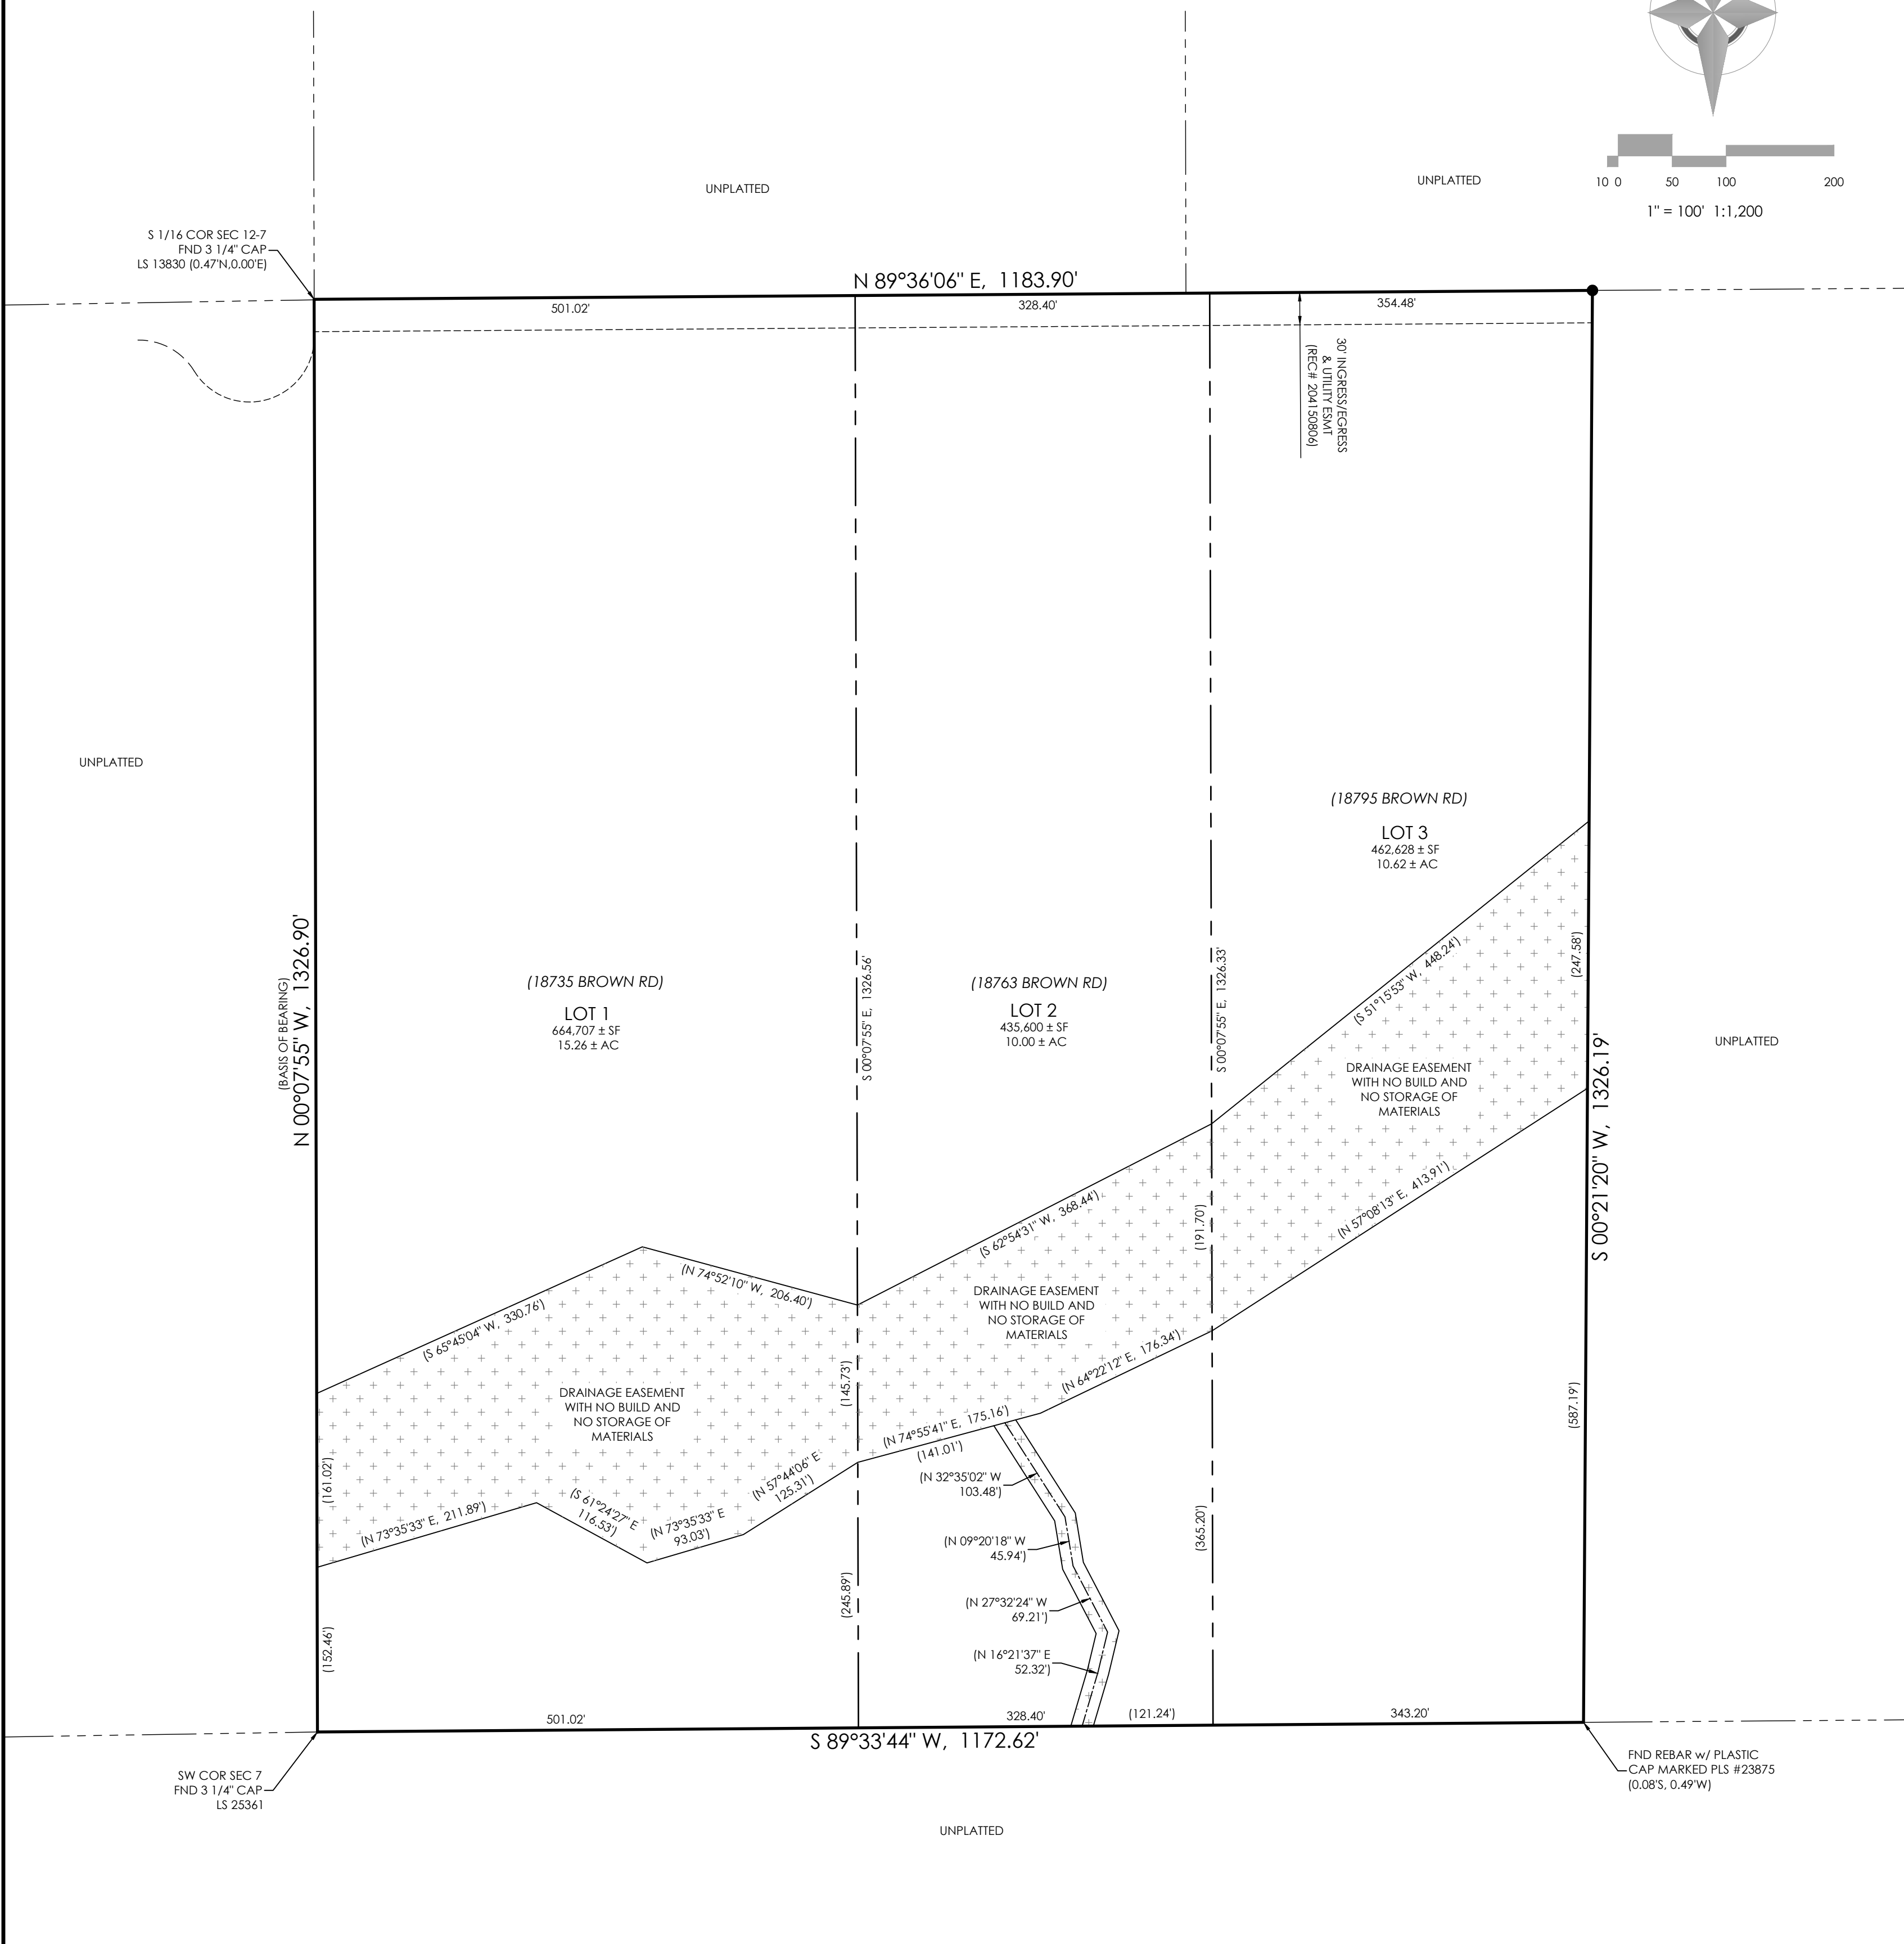 10 0 50 100 200
1" = 100' 1:1,200
UNPLATTED
UNPLATTED
S 1/16 COR SEC 12-7
FND 3 1/4" CAP
LS 13830 (0.47'N,0.00'E)
N 89°36'06" E, 1183.90'
501.02'
328.40'
354.48'
30' INGRESS/EGRESS
& UTILITY ESMT
(REC# 204150806)
UNPLATTED
(18795 BROWN RD)
LOT 3
462,628 ± SF
10.62 ± AC
(BASIS OF BEARING)
N 00°07'55" W, 1326.90'
(18735 BROWN RD)
LOT 1
664,707 ± SF
15.26 ± AC
S 00°07'55" E, 1326.56'
(18763 BROWN RD)
LOT 2
435,600 ± SF
10.00 ± AC
S 00°07'55" E, 1326.33'
(S 51°15'53" W, 448.24')
(247.58')
UNPLATTED
DRAINAGE EASEMENT
WITH NO BUILD AND
NO STORAGE OF
MATERIALS
S 00°21'20" W, 1326.19'
(N 57°08'13" E, 413.91')
(191.70')
(S 62°54'31" W, 368.44')
(N 74°52'10" W, 206.40')
(S 65°45'04" W, 330.76')
DRAINAGE EASEMENT
WITH NO BUILD AND
NO STORAGE OF
MATERIALS
(N 64°22'12" E, 176.34')
(145.73')
DRAINAGE EASEMENT
WITH NO BUILD AND
NO STORAGE OF
MATERIALS
(587.19')
(N 74°55'41" E, 175.16')
(141.01')
(161.02')
(N 57°44'06" E
125.31')
(N 73°35'33" E, 211.89')
(S 61°24'27" E
116.53')
(N 73°35'33" E
93.03')
(N 32°35'02" W
103.48')
(365.20')
(N 09°20'18" W
45.94')
(245.89')
(N 27°32'24" W
69.21')
(152.46')
(N 16°21'37" E
52.32')
501.02'
328.40'
(121.24')
343.20'
S 89°33'44" W, 1172.62'
SW COR SEC 7
FND 3 1/4" CAP
LS 25361
FND REBAR w/ PLASTIC
CAP MARKED PLS #23875
(0.08'S, 0.49'W)
UNPLATTED